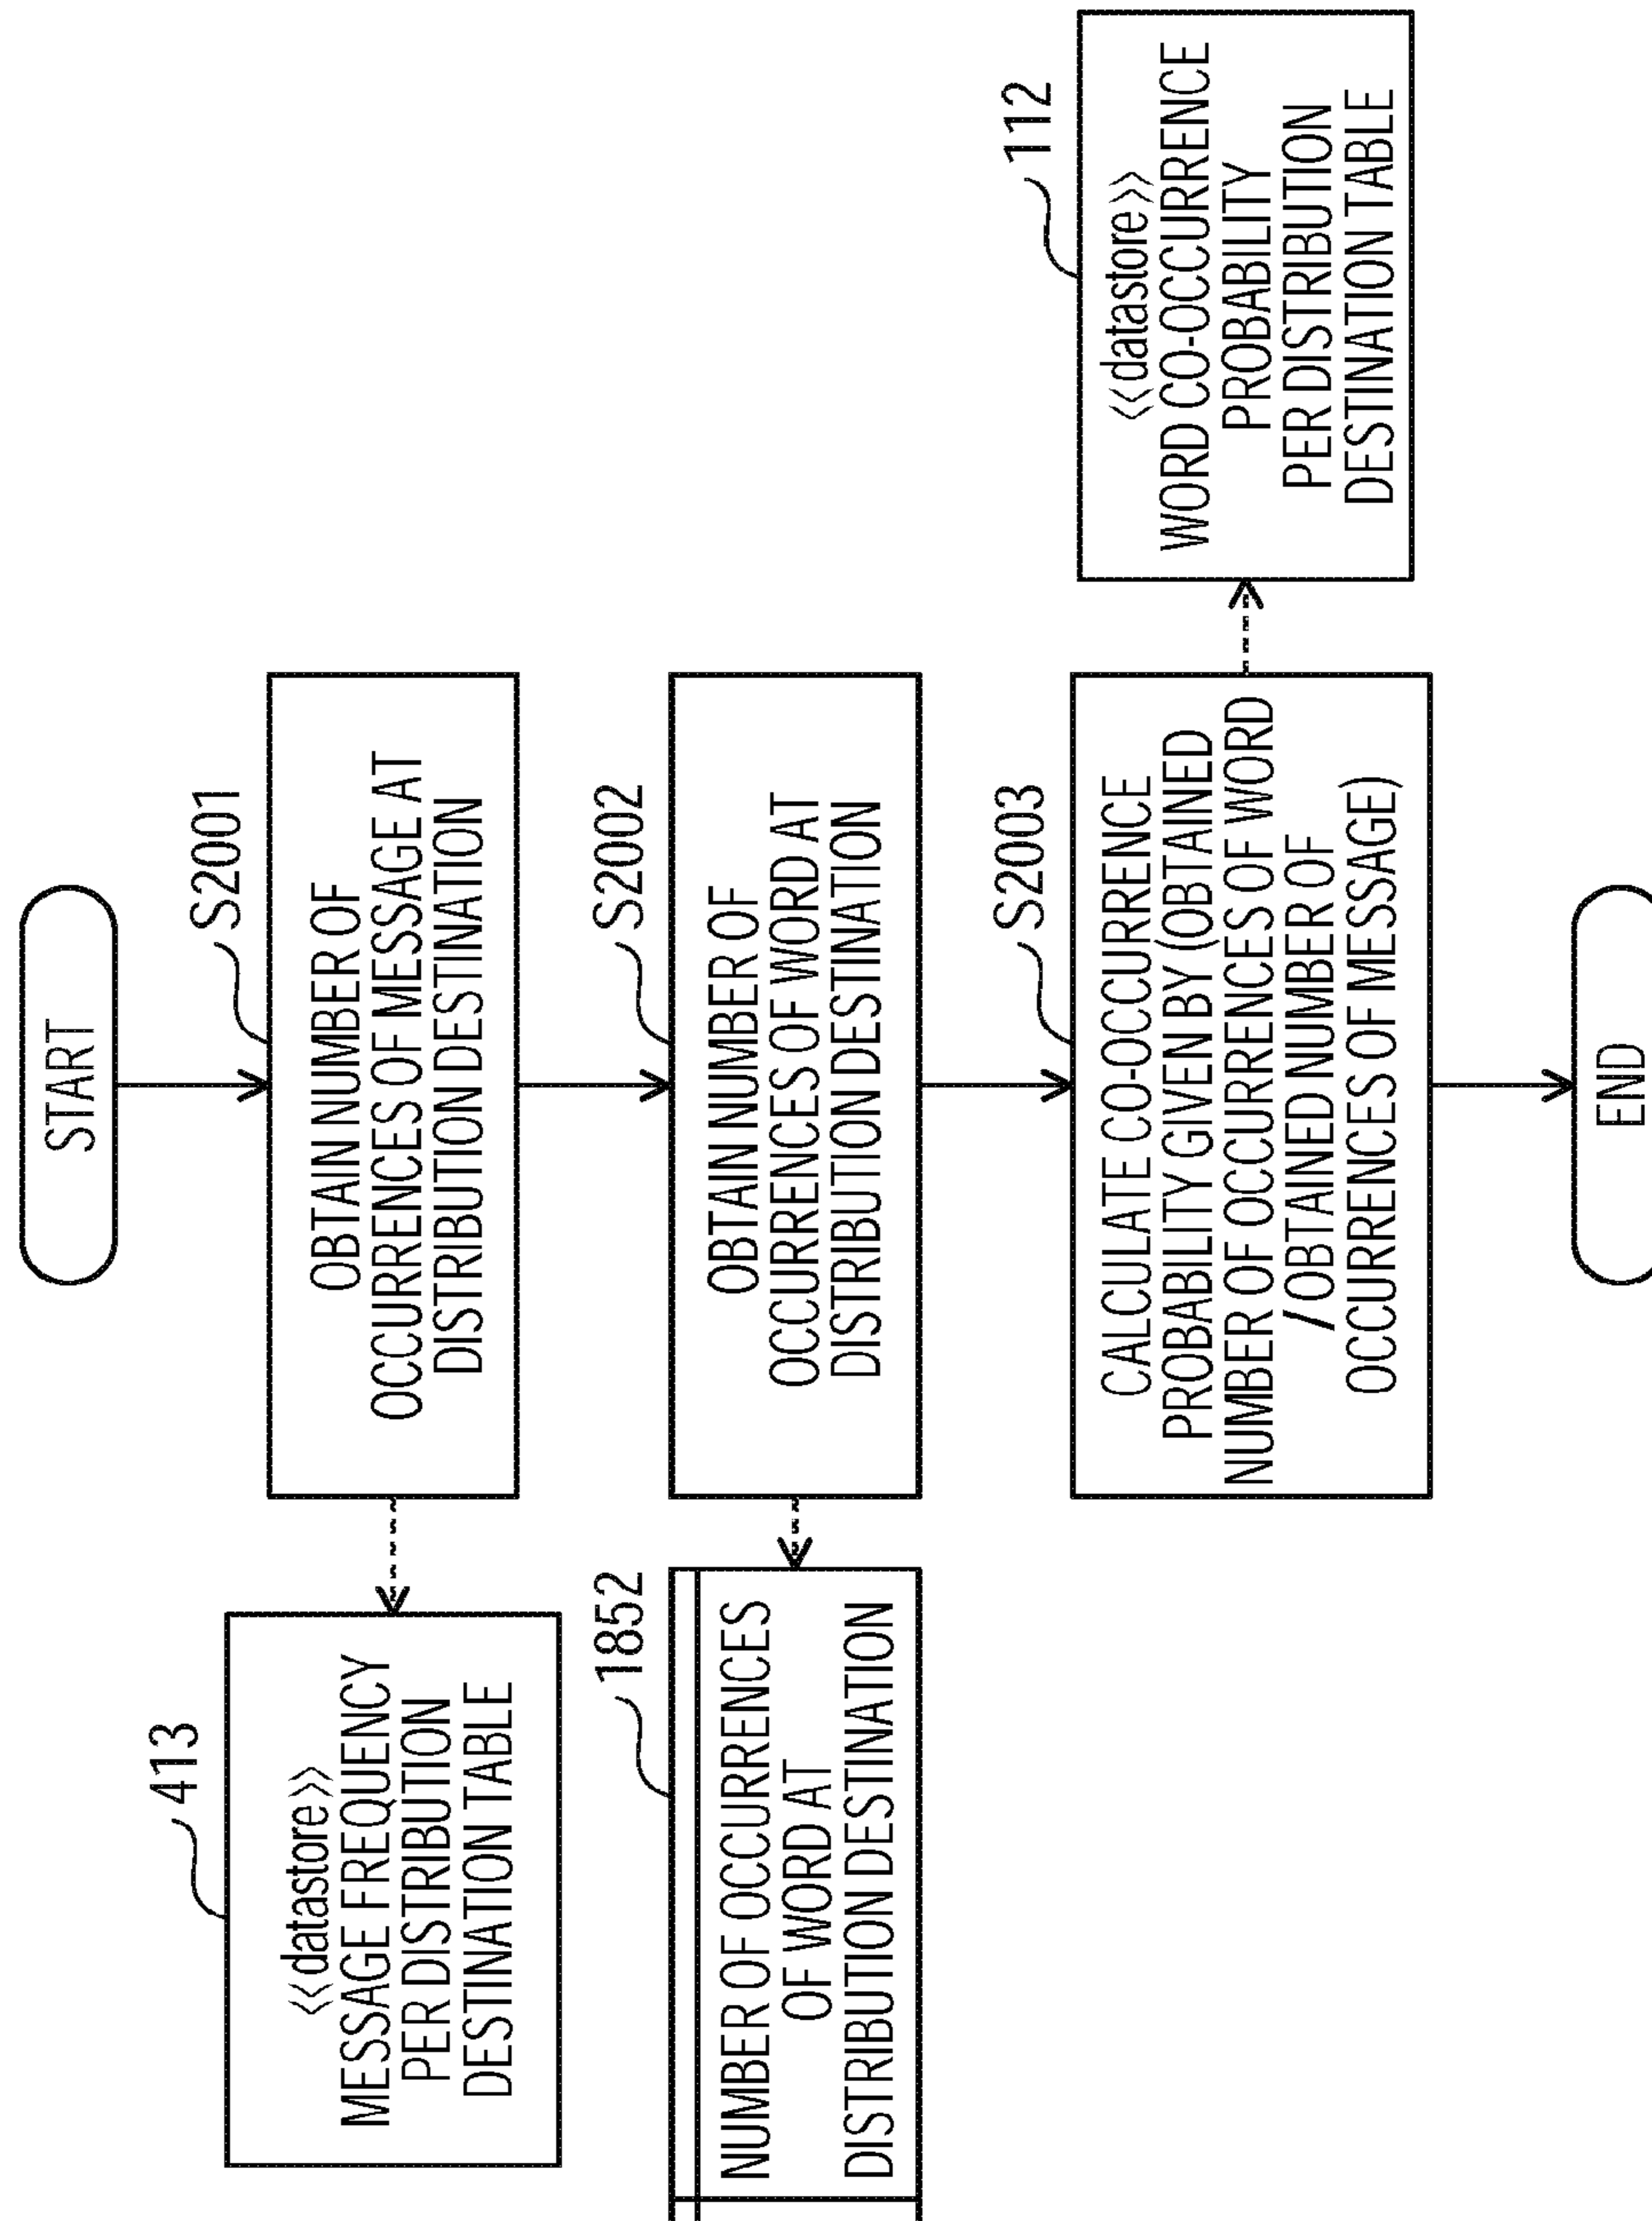 START
S2001
OBTAIN NUMBER OF
OCCURRENCES OF MESSAGE AT
DISTRIBUTION DESTINATION
413
<<datastore>>
MESSAGE FREQUENCY
PER DISTRIBUTION
DESTINATION TABLE
S2002
OBTAIN NUMBER OF
OCCURRENCES OF WORD AT
DISTRIBUTION DESTINATION
1852
NUMBER OF OCCURRENCES
OF WORD AT
DISTRIBUTION DESTINATION
S2003
CALCULATE CO-OCCURRENCE
PROBABILITY GIVEN BY (OBTAINED
NUMBER OF OCCURRENCES OF WORD
/OBTAINED NUMBER OF
OCCURRENCES OF MESSAGE)
112
<<datastore>>
WORD CO-OCCURRENCE
PROBABILITY
PER DISTRIBUTION
DESTINATION TABLE
END